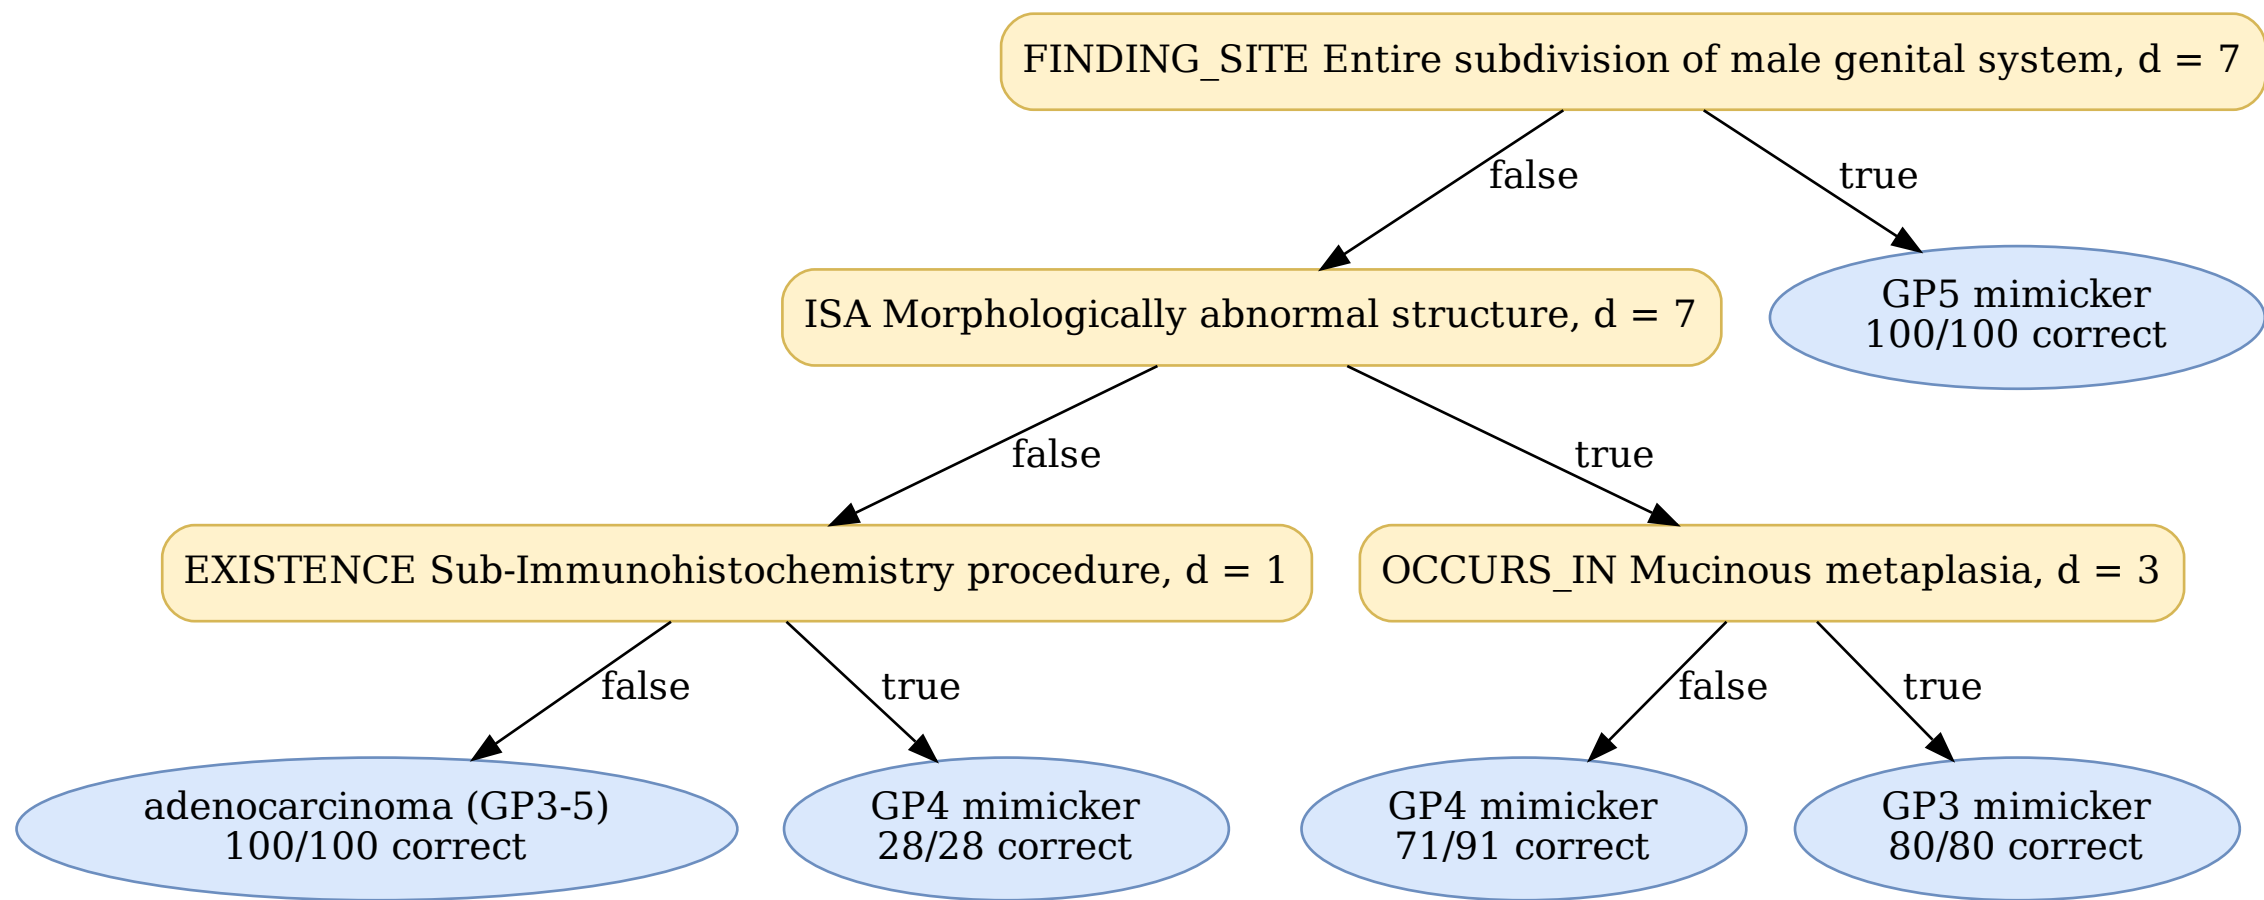 FINDING_SITE Entire subdivision of male genital system, d = 7
false
true
GP5 mimicker
100/100 correct
ISA Morphologically abnormal structure, d = 7
false
true
EXISTENCE Sub-Immunohistochemistry procedure, d = 1
OCCURS_IN Mucinous metaplasia, d = 3
false
true
false
true
adenocarcinoma (GP3-5)
100/100 correct
GP4 mimicker
28/28 correct
GP4 mimicker
71/91 correct
GP3 mimicker
80/80 correct